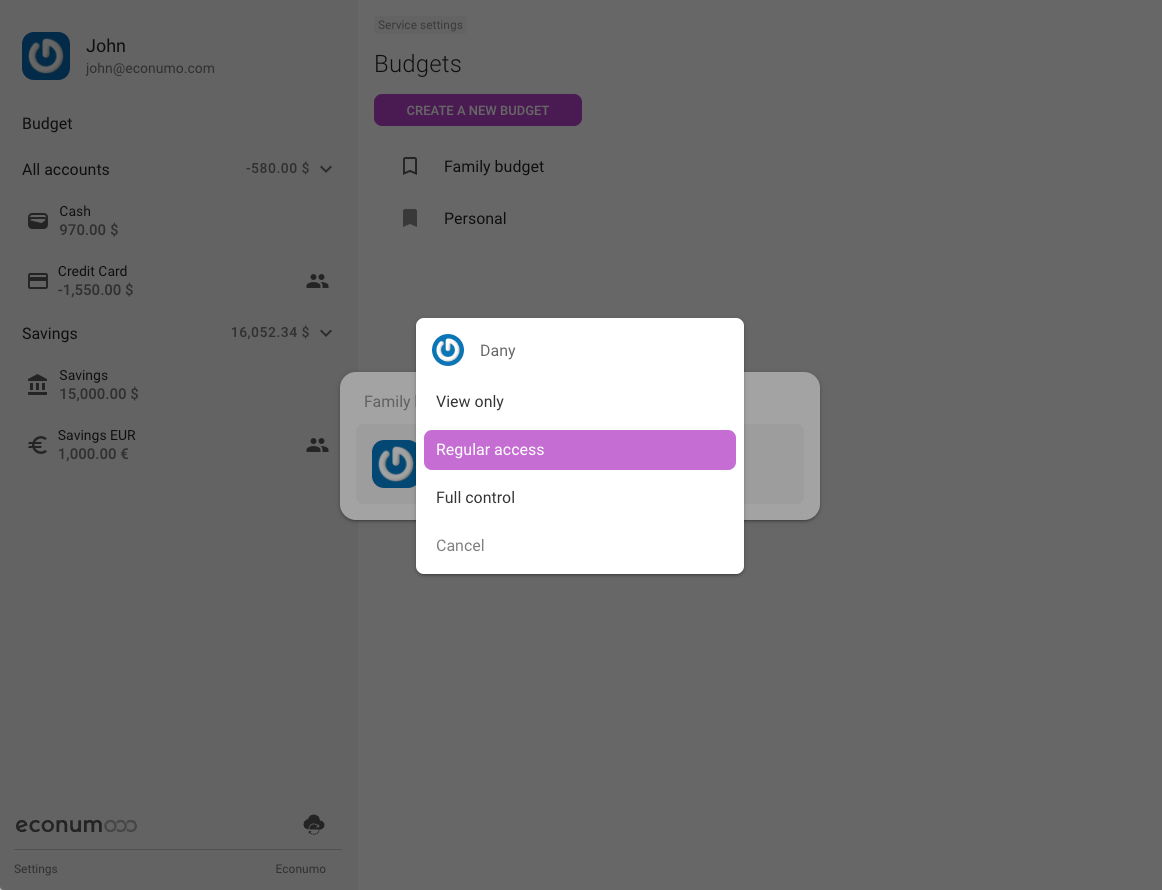 John
john@econumo.com
Budget
All accounts
-580.00 $
Cash
970.00 $
Credit Card
-1,550.00 $
Savings
16,052.34 $
Savings
15,000.00 $
Savings EUR
1,000.00 €
econumo
Settings
Econumo
Service settings
Budgets
CREATE A NEW BUDGET
Family budget
Personal
Family
Dany
View only
Regular access
Full control
Cancel